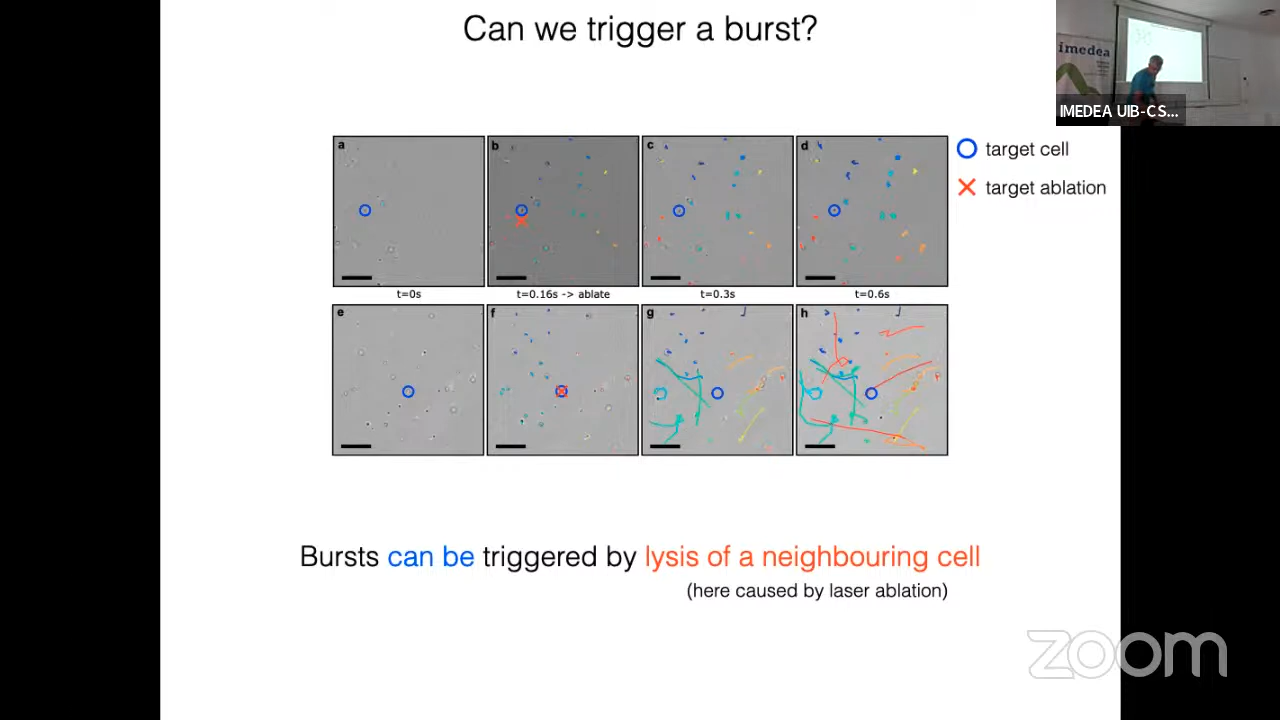 Can we trigger a burst?
imedea
IMEDEA UIB-CS...
a
b
c
d
target cell
target ablation
t=0s
t=0.16s -> ablate
t=0.3s
t=0.6s
e
f
g
h
Bursts can be triggered by lysis of a neighbouring cell
(here caused by laser ablation)
zoom